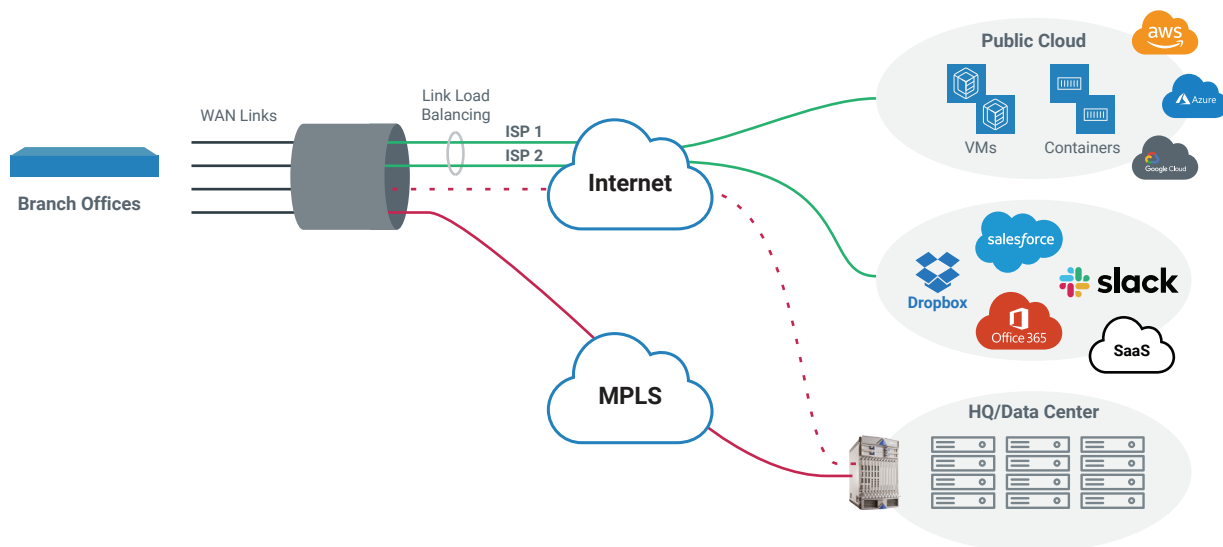 Public Cloud
aws
Azure
Google Cloud
VMs
Containers
Link Load
Balancing
WAN Links
ISP 1
ISP 2
Internet
Branch Offices
salesforce
Dropbox
slack
Office 365
SaaS
MPLS
HQ/Data Center